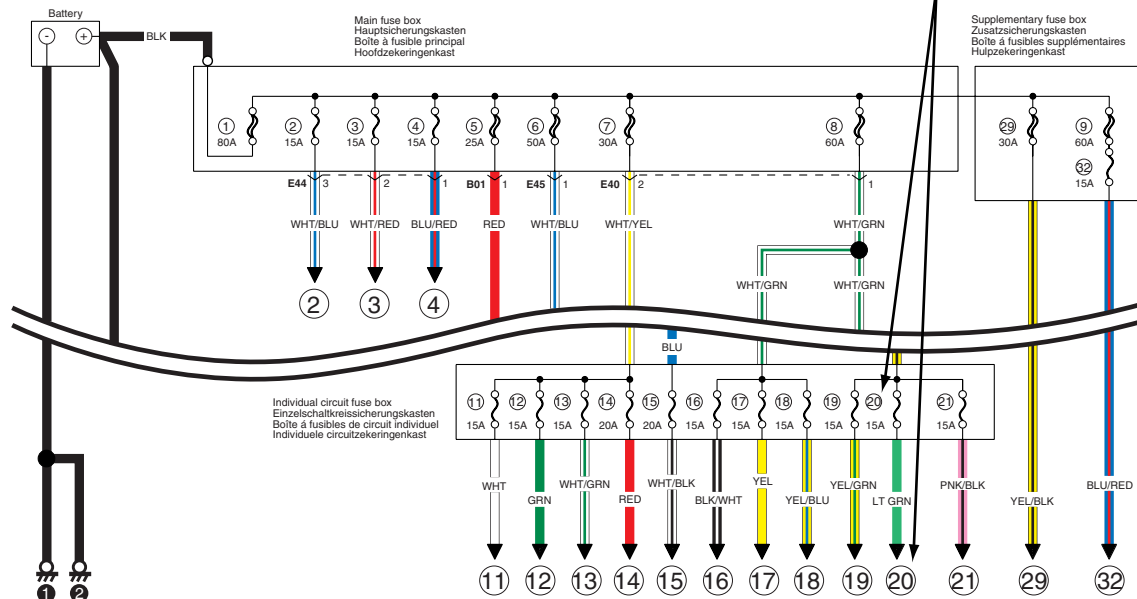 Battery
- +
BLK
Main fuse box
Hauptsicherungskasten
Boîte à fusible principal
Hoofdzekeringenkast
Supplementary fuse box
Zusatzsicherungskasten
Boîte á fusibles supplémentaires
Hulpzekeringenkast
1 2 3 4 5 6 7 8 29 9
80A 15A 15A 15A 25A 50A 30A 60A 30A 60A
32
15A
E44 3 2 1 B01 1 E45 1 E40 2 1
WHT/BLU WHT/RED BLU/RED RED WHT/BLU WHT/YEL WHT/GRN
WHT/GRN WHT/GRN
2 3 4
BLU
Individual circuit fuse box
Einzelschaltkreissicherungskasten
Boîte á fusibles de circuit individuel
Individuele circuitzekeringenkast
11 12 13 14 15 16 17 18 19 20 21
15A 15A 15A 20A 20A 15A 15A 15A 15A 15A 15A
WHT GRN WHT/GRN RED WHT/BLK BLK/WHT YEL YEL/BLU YEL/GRN LT GRN PNK/BLK YEL/BLK BLU/RED
11 12 13 14 15 16 17 18 19 20 21 29 32
1 2